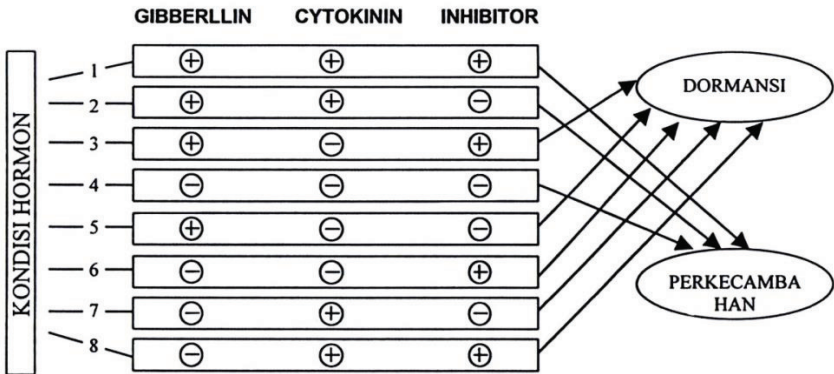 GIBBERLLIN CYTOKININ INHIBITOR
KONDISI HORMON
1 + + +
2 + + −
3 + − +
4 − − −
5 + − −
6 − − +
7 − + −
8 − + +
DORMANSI
PERKECAMBA
HAN